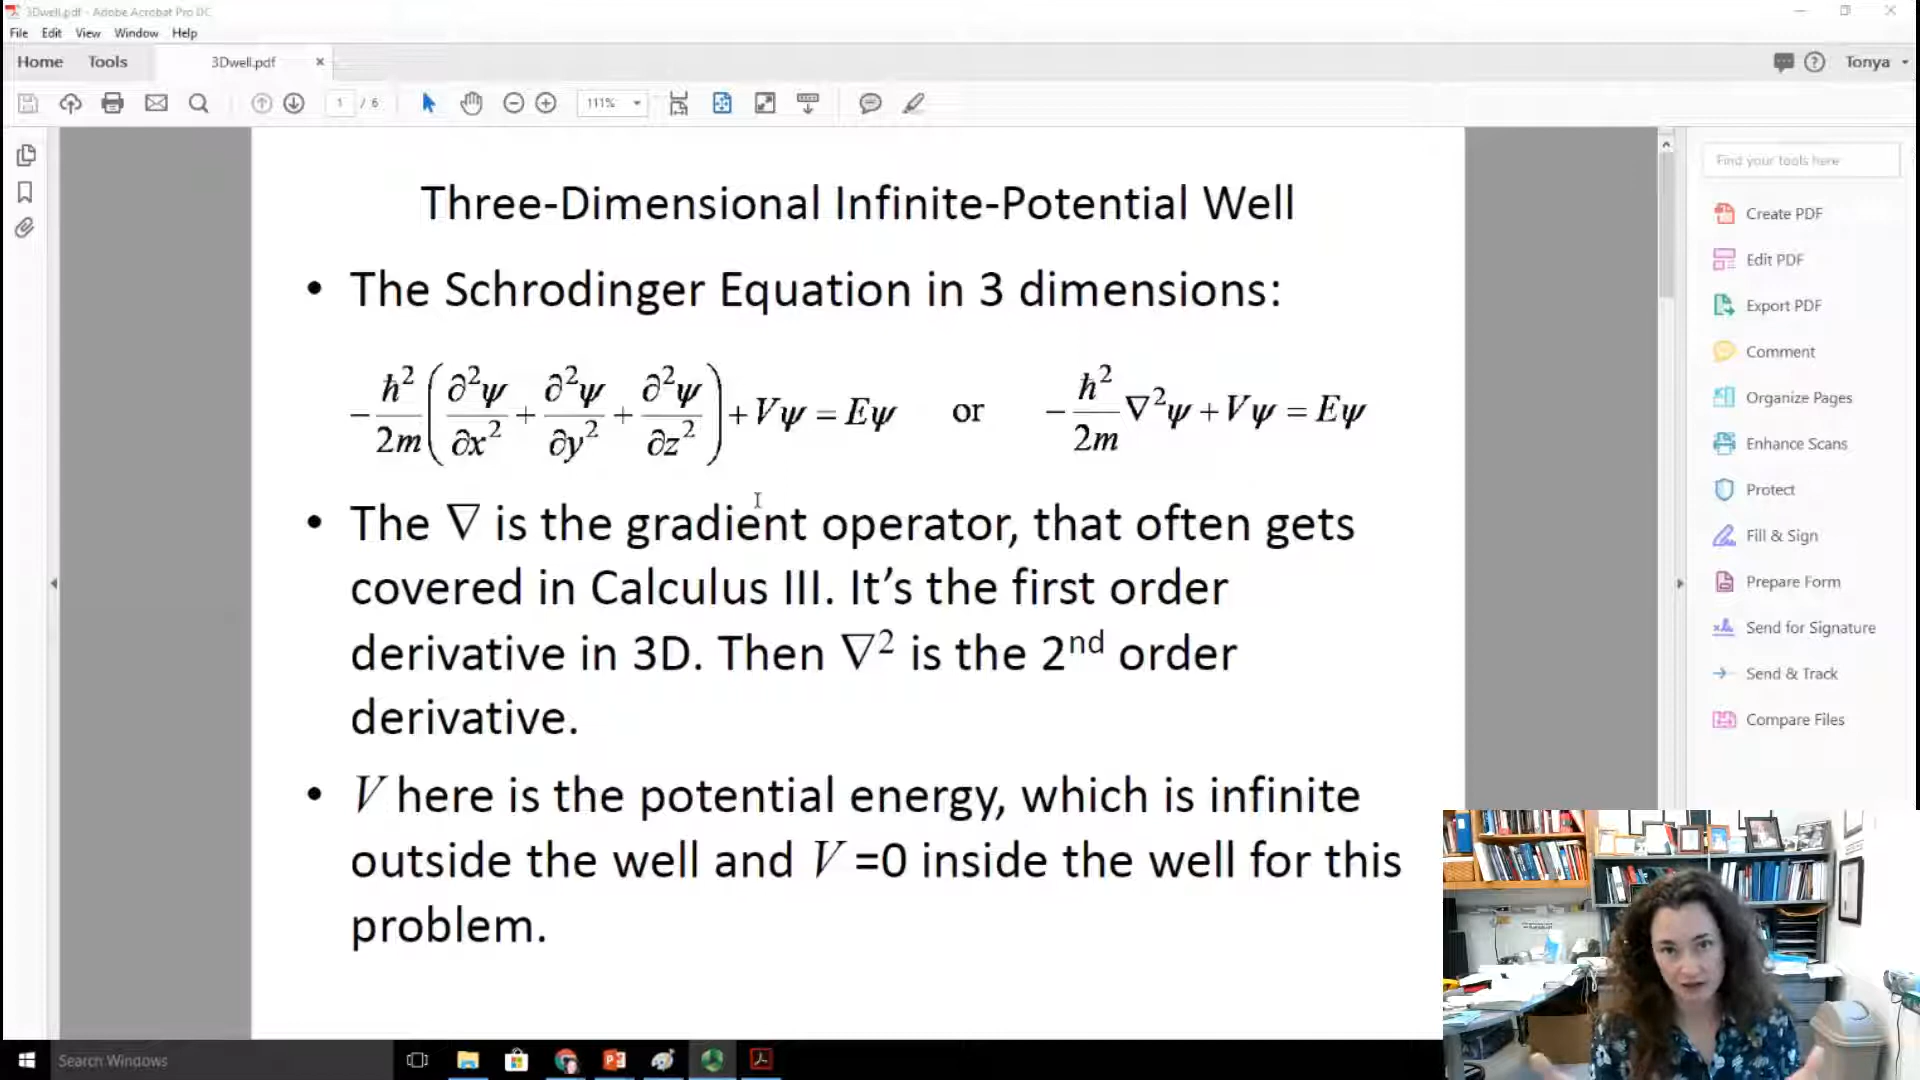 3Dwell.pdf - Adobe Acrobat Pro DC
File Edit View Window Help
Home Tools 3Dwell.pdf × Tonya
1 / 6 111%
Find your tools here
Create PDF
Edit PDF
Export PDF
Comment
Organize Pages
Enhance Scans
Protect
Fill & Sign
Prepare Form
Send for Signature
Send & Track
Compare Files
Three-Dimensional Infinite-Potential Well
• The Schrodinger Equation in 3 dimensions:
-ħ²/2m (∂²ψ/∂x² + ∂²ψ/∂y² + ∂²ψ/∂z²) + Vψ = Eψ or -ħ²/2m ∇²ψ + Vψ = Eψ
• The ∇ is the gradient operator, that often gets
covered in Calculus III. It’s the first order
derivative in 3D. Then ∇² is the 2nd order
derivative.
• V here is the potential energy, which is infinite
outside the well and V =0 inside the well for this
problem.
Search Windows